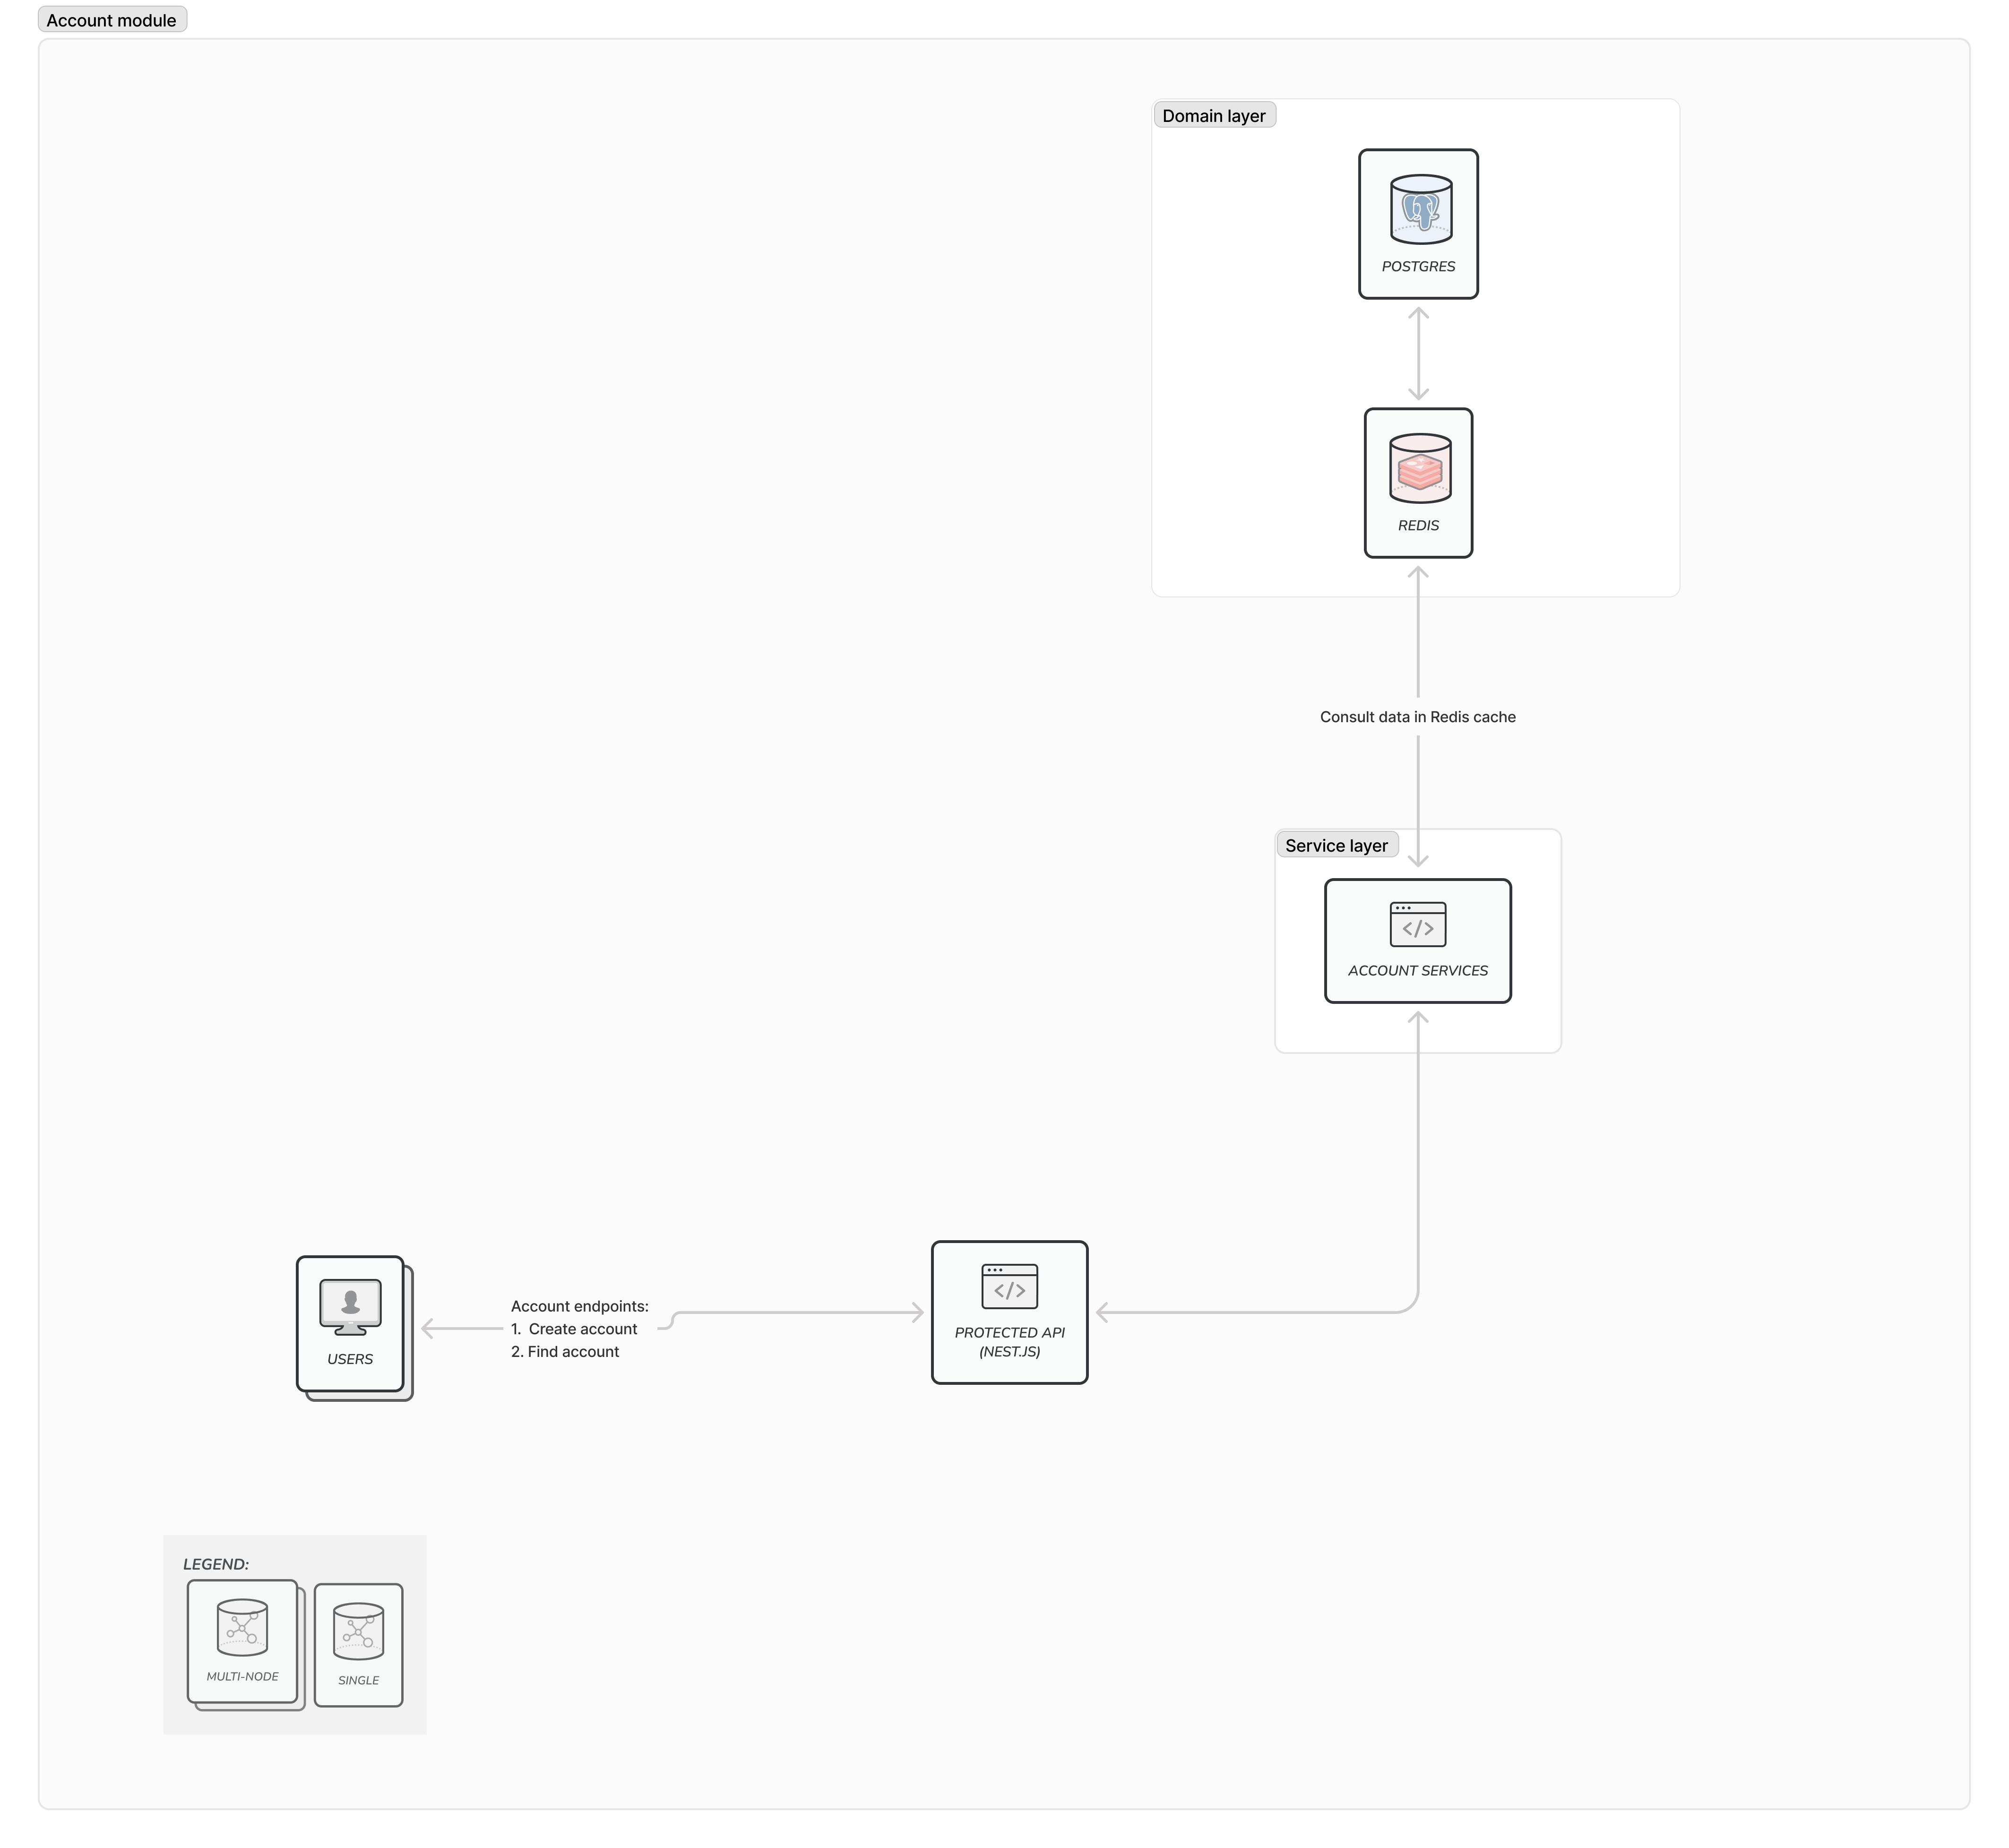 Account module
Domain layer
POSTGRES
REDIS
Consult data in Redis cache
Service layer
ACCOUNT SERVICES
USERS
Account endpoints:
1. Create account
2. Find account
PROTECTED API
(NEST.JS)
LEGEND:
MULTI-NODE
SINGLE